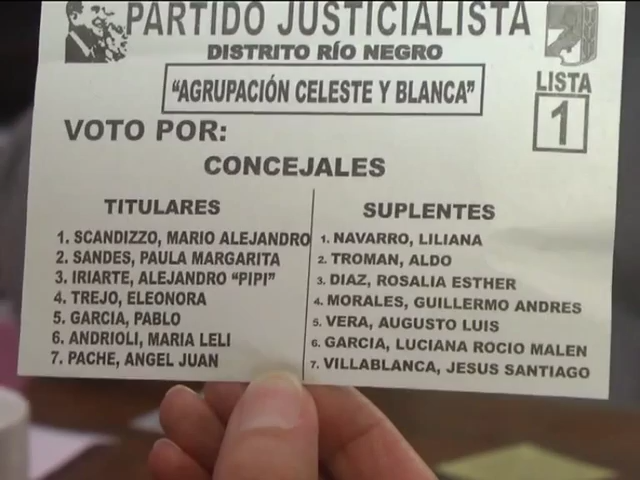 PARTIDO JUSTICIALISTA
DISTRITO RÍO NEGRO
"AGRUPACIÓN CELESTE Y BLANCA"
LISTA
1
VOTO POR:
CONCEJALES
TITULARES
1. SCANDIZZO, MARIO ALEJANDRO
2. SANDES, PAULA MARGARITA
3. IRIARTE, ALEJANDRO "PIPI"
4. TREJO, ELEONORA
5. GARCIA, PABLO
6. ANDRIOLI, MARIA LELI
7. PACHE, ANGEL JUAN
SUPLENTES
1. NAVARRO, LILIANA
2. TROMAN, ALDO
3. DIAZ, ROSALIA ESTHER
4. MORALES, GUILLERMO ANDRES
5. VERA, AUGUSTO LUIS
6. GARCIA, LUCIANA ROCIO MALEN
7. VILLABLANCA, JESUS SANTIAGO